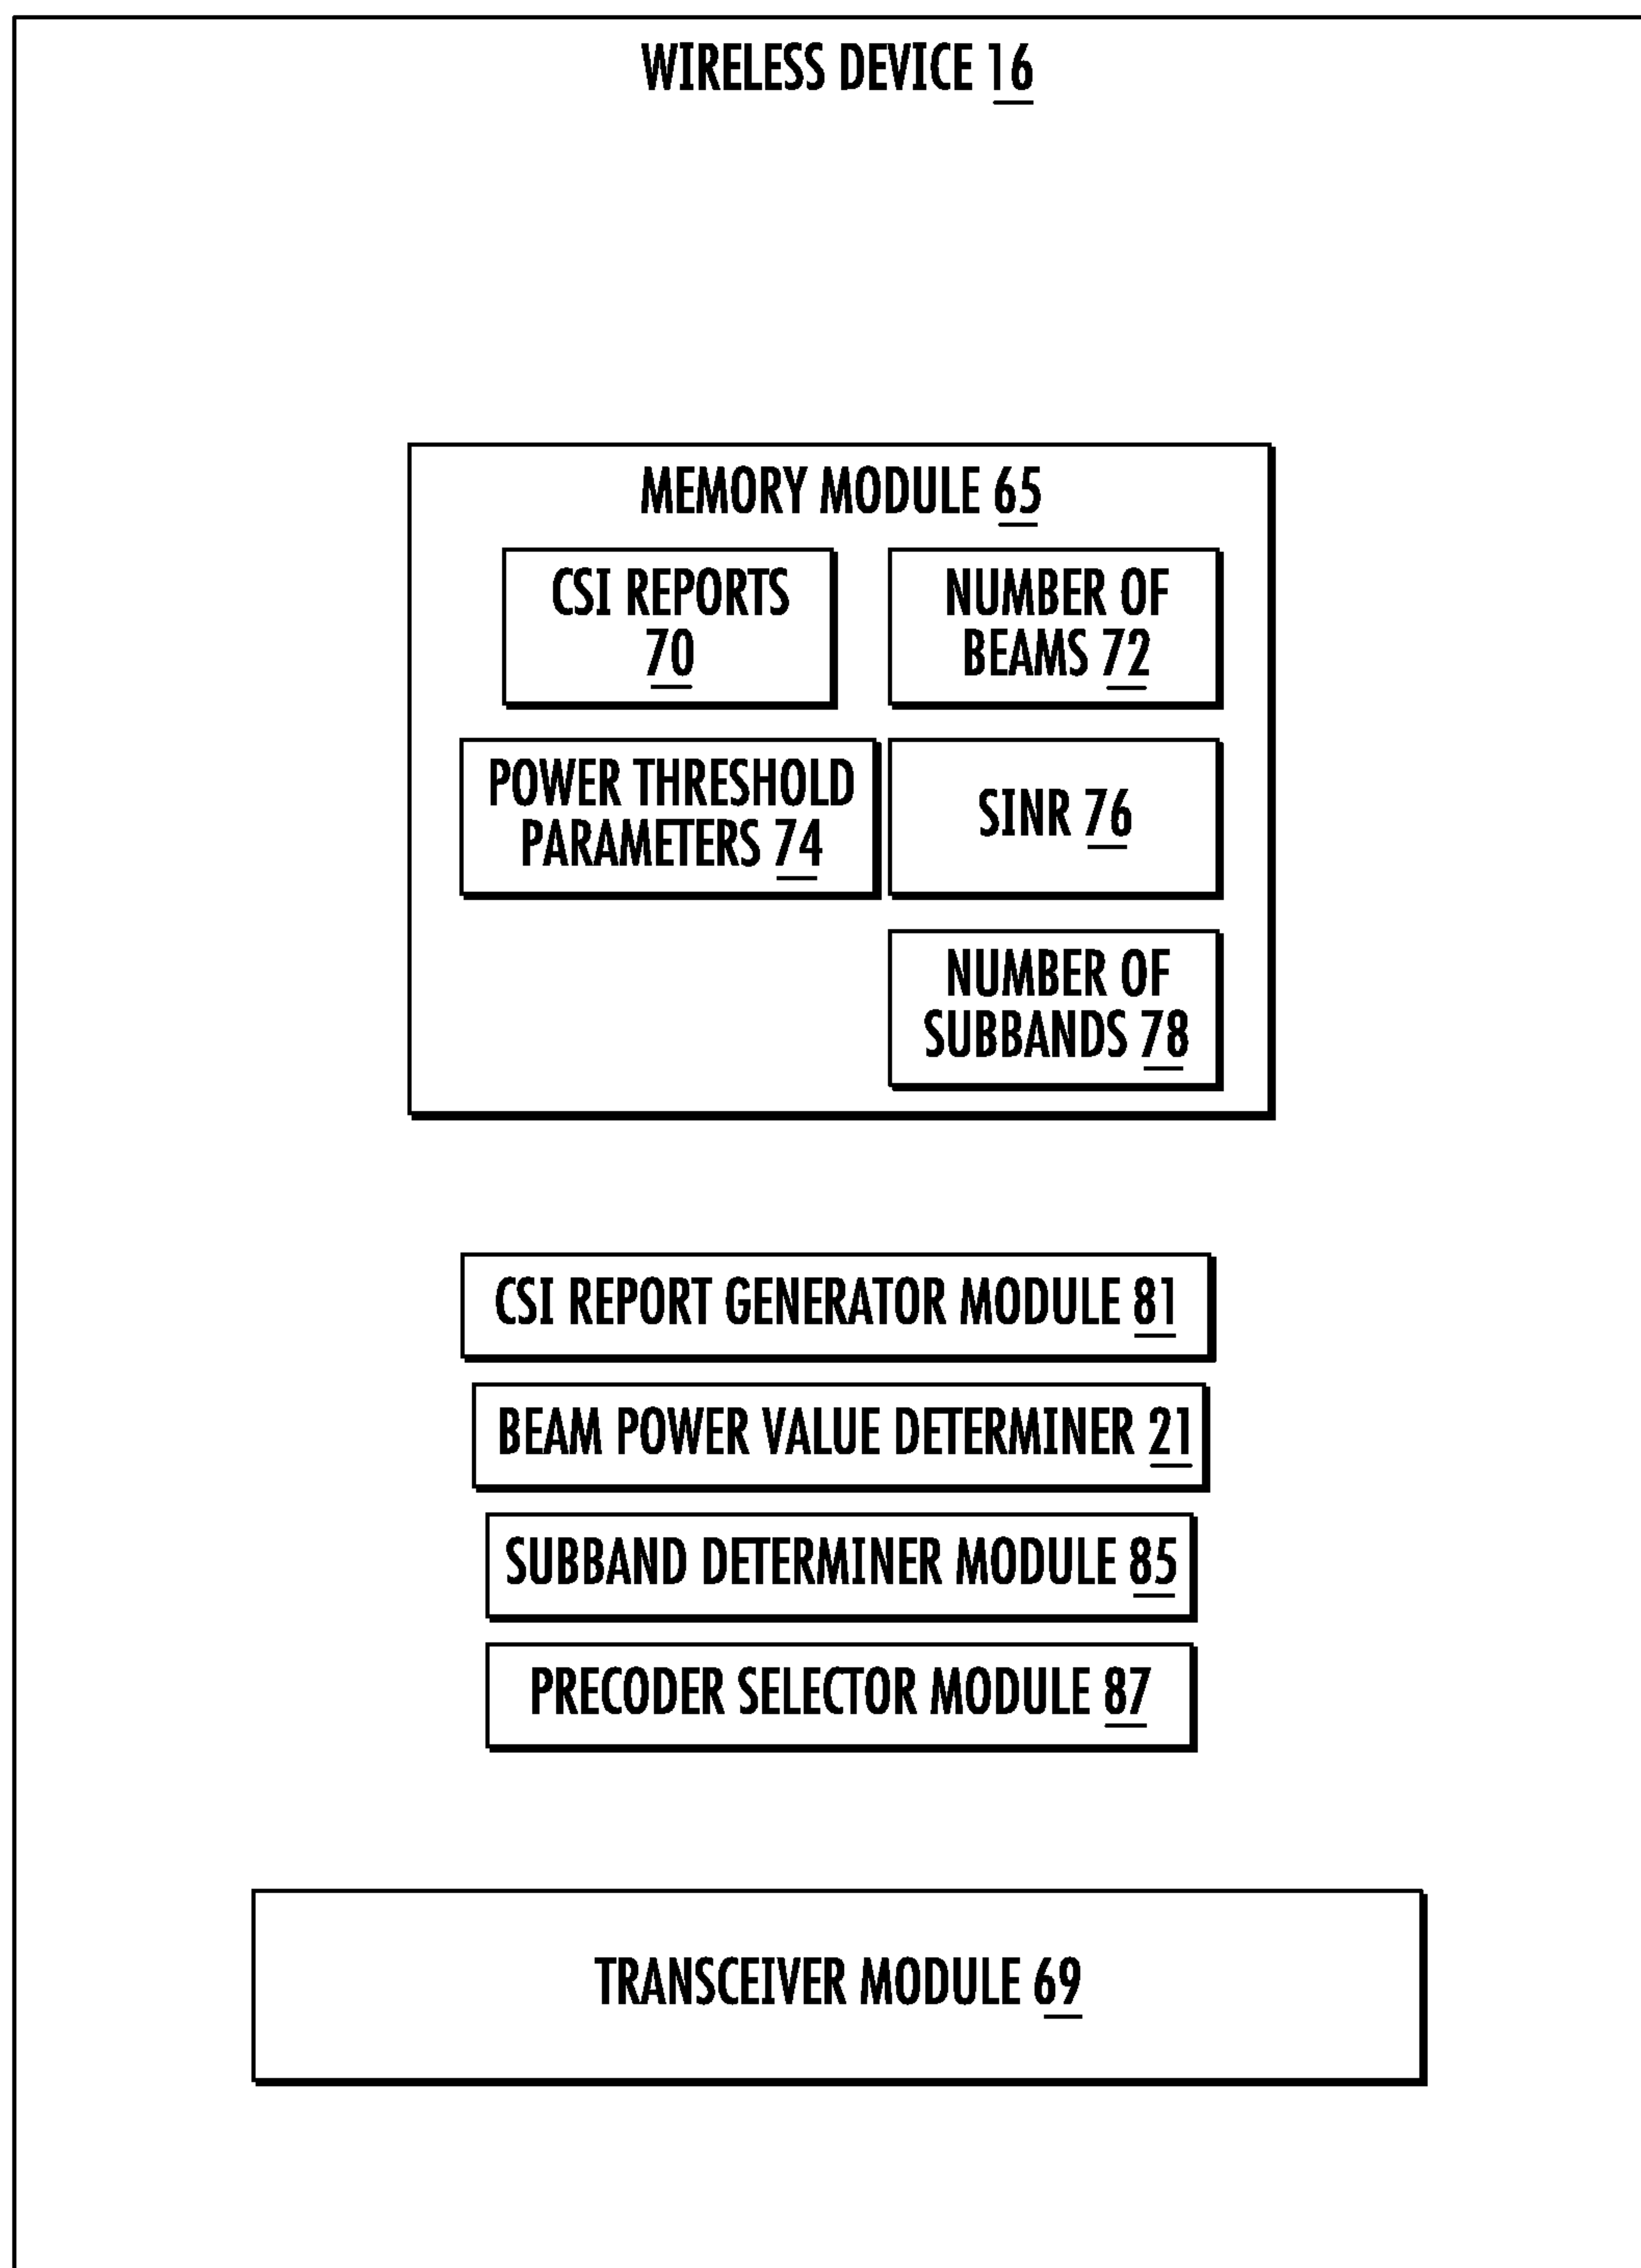 WIRELESS DEVICE 16
MEMORY MODULE 65
CSI REPORTS
70
NUMBER OF
BEAMS 72
POWER THRESHOLD
PARAMETERS 74
SINR 76
NUMBER OF
SUBBANDS 78
CSI REPORT GENERATOR MODULE 81
BEAM POWER VALUE DETERMINER 21
SUBBAND DETERMINER MODULE 85
PRECODER SELECTOR MODULE 87
TRANSCEIVER MODULE 69